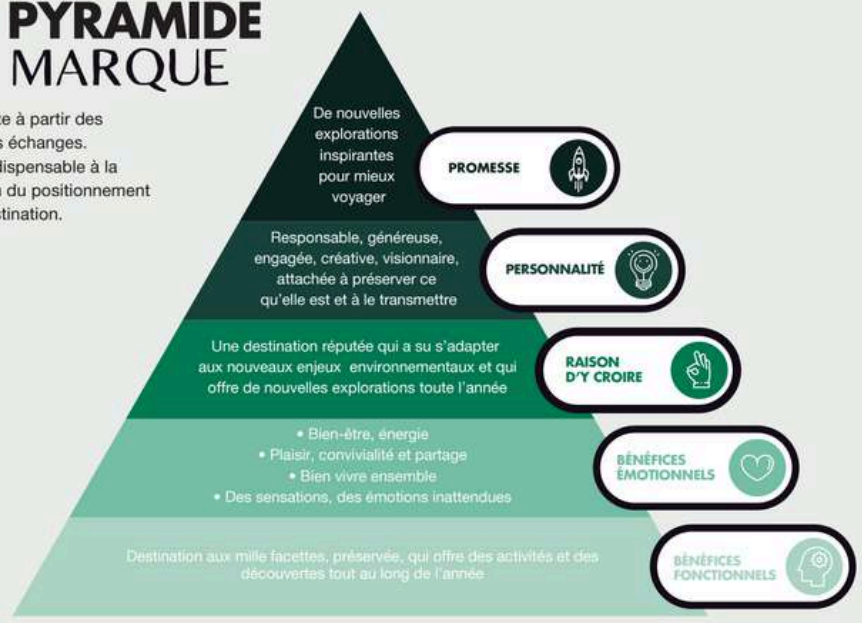 PYRAMIDE
MARQUE
à partir des
échanges.
à la
du positionnement
De nouvelles
explorations
inspirantes
pour mieux
voyager
PROMESSE
Responsable, généreuse,
engagée, créative, visionnaire,
attachée à préserver ce
qu'elle est et à le transmettre
PERSONNALITÉ
Une destination réputée qui a su s'adapter
aux nouveaux enjeux environnementaux et qui
offre de nouvelles explorations toute l'année
RAISON
D'Y CROIRE
• Bien-être, énergie
• Plaisir, convivialité et partage
• Bien vivre ensemble
• Des sensations, des émotions inattendues
BÉNÉFICES
ÉMOTIONNELS
Destination aux mille facettes, préservée, qui offre des activités et des
découvertes tout au long de l'année
BÉNÉFICES
FONCTIONNELS